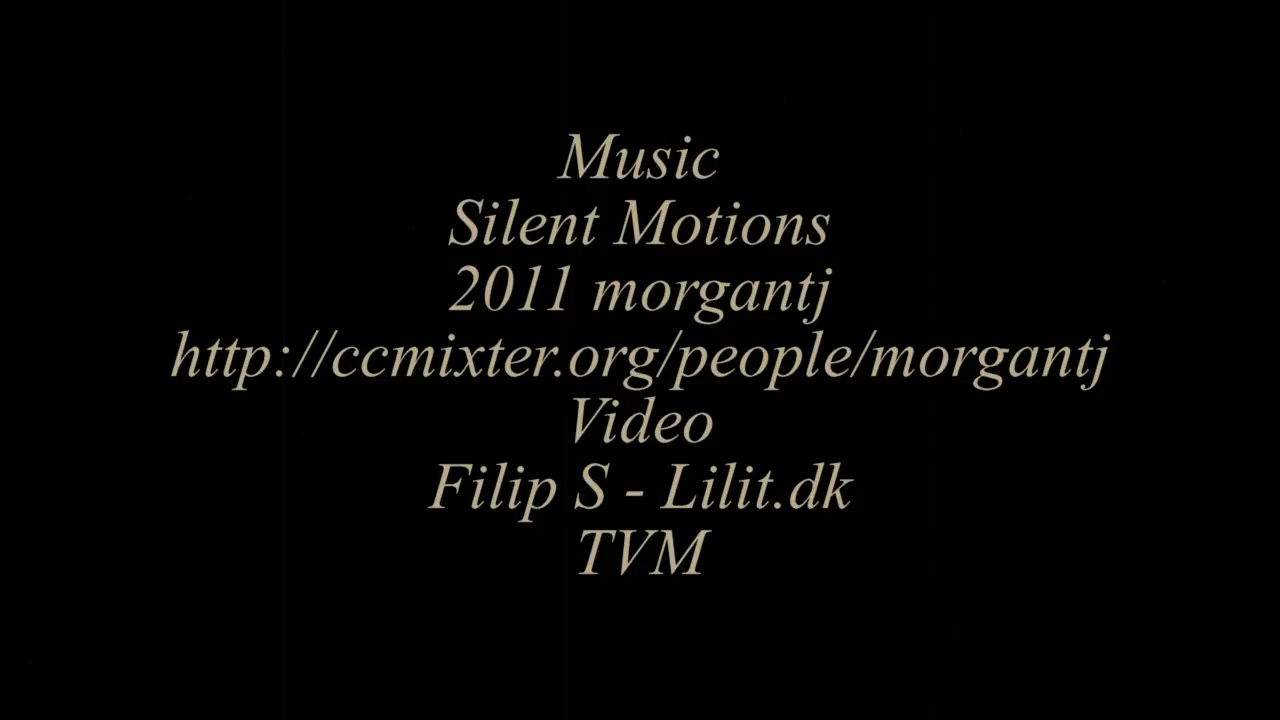 Music
Silent Motions
2011 morgantj
http://ccmixter.org/people/morgantj
Video
Filip S - Lilit.dk
TVM